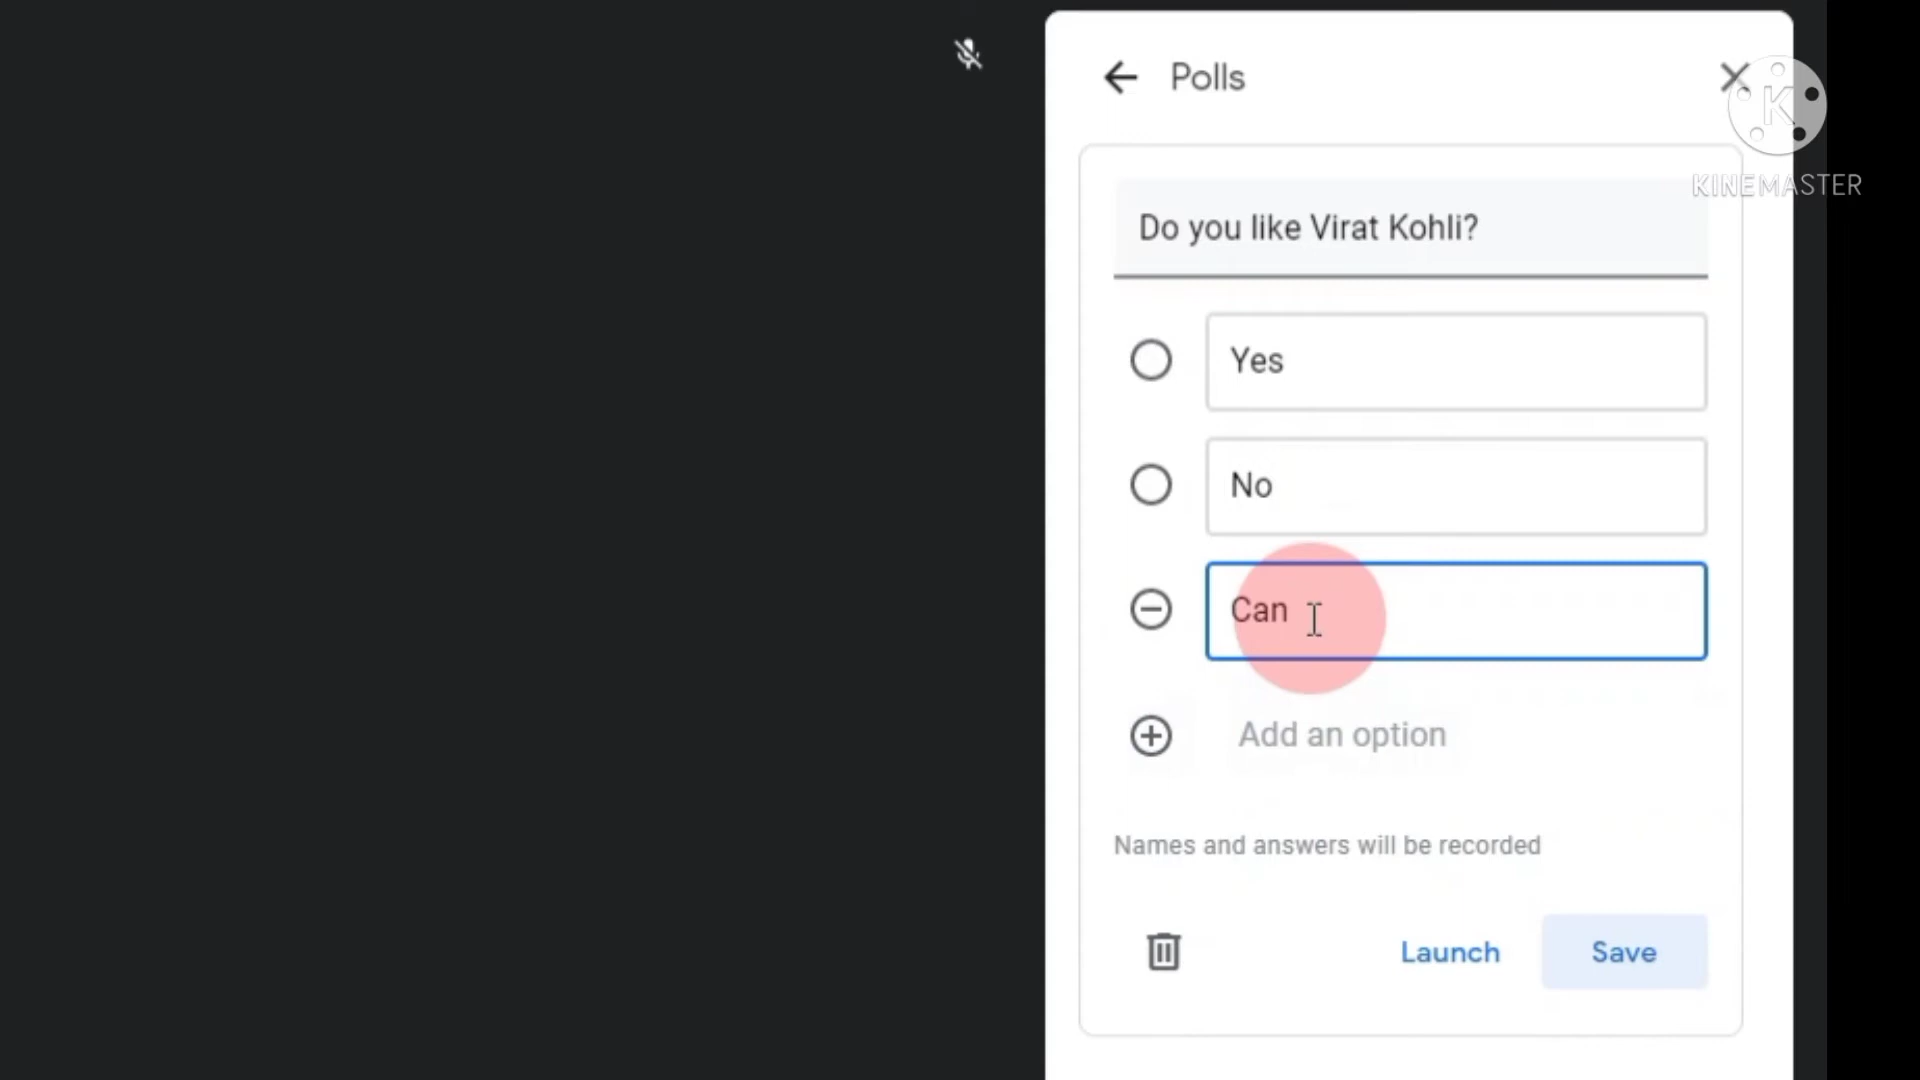 Polls
K
KINEMASTER
Do you like Virat Kohli?
Yes
No
Can
Add an option
Names and answers will be recorded
Launch
Save